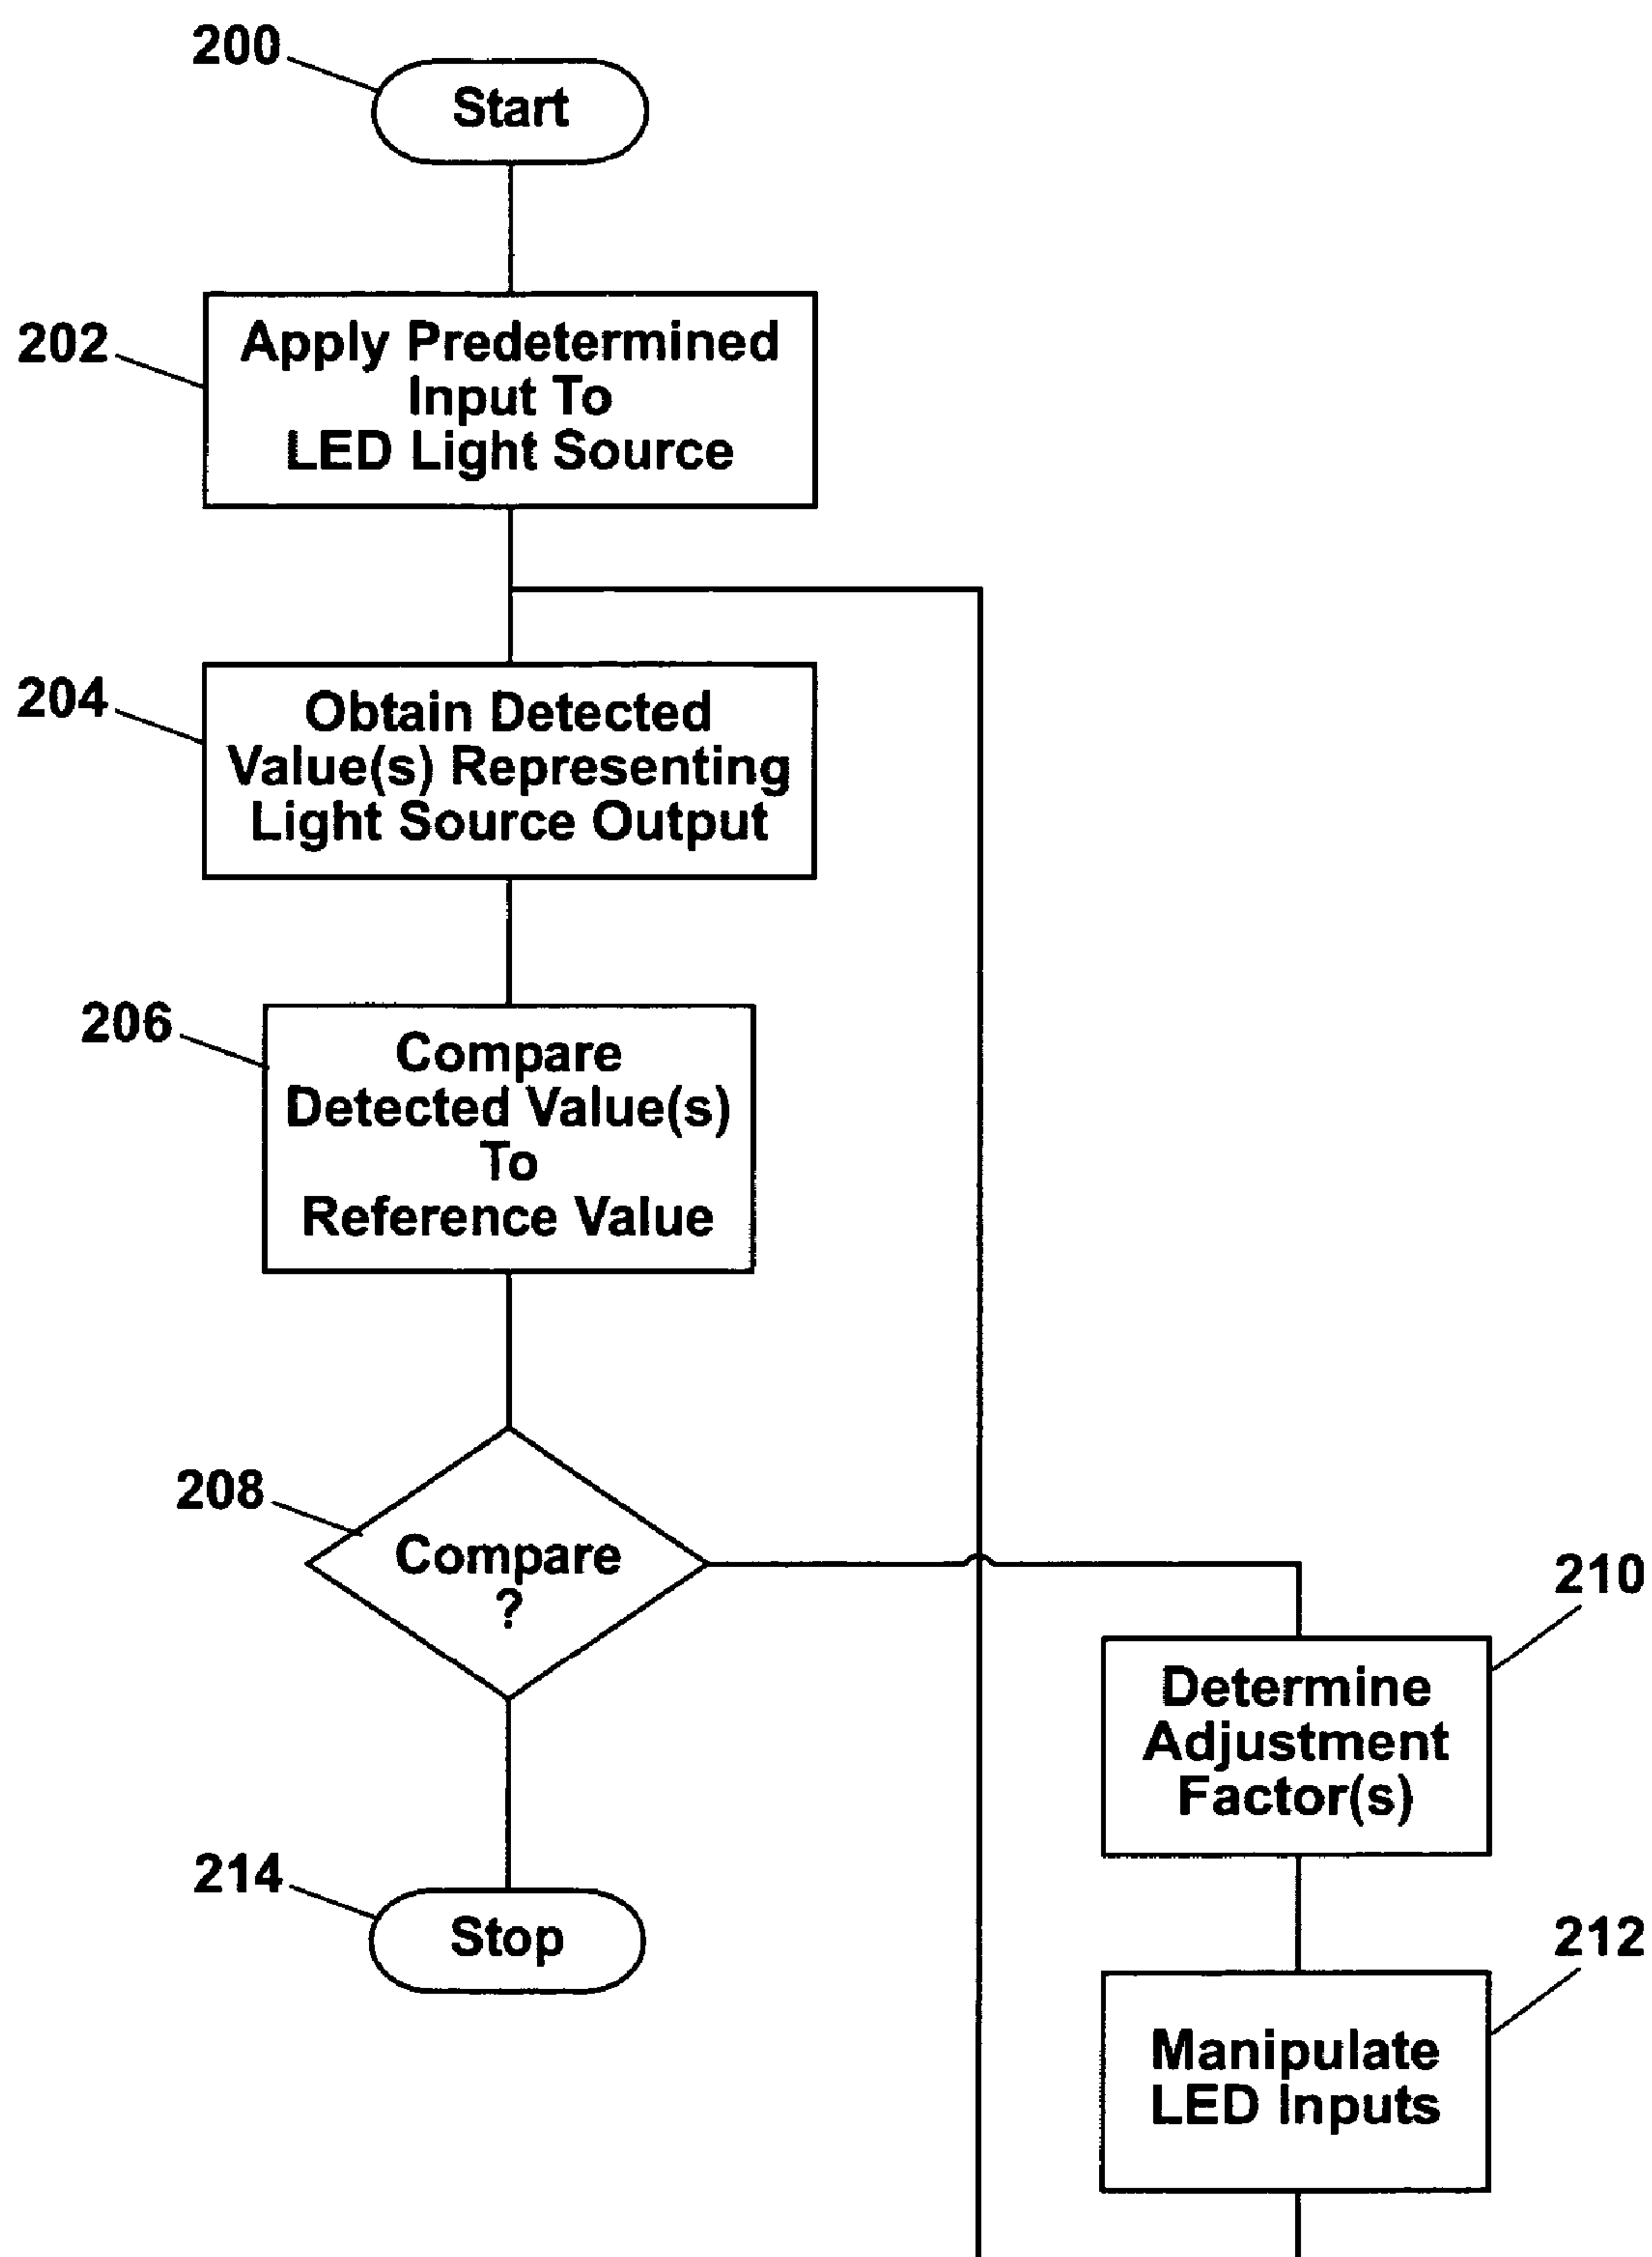 200
Start
202
Apply Predetermined
Input To
LED Light Source
204
Obtain Detected
Value(s) Representing
Light Source Output
206
Compare
Detected Value(s)
To
Reference Value
208
Compare
?
210
Determine
Adjustment
Factor(s)
214
Stop
212
Manipulate
LED Inputs